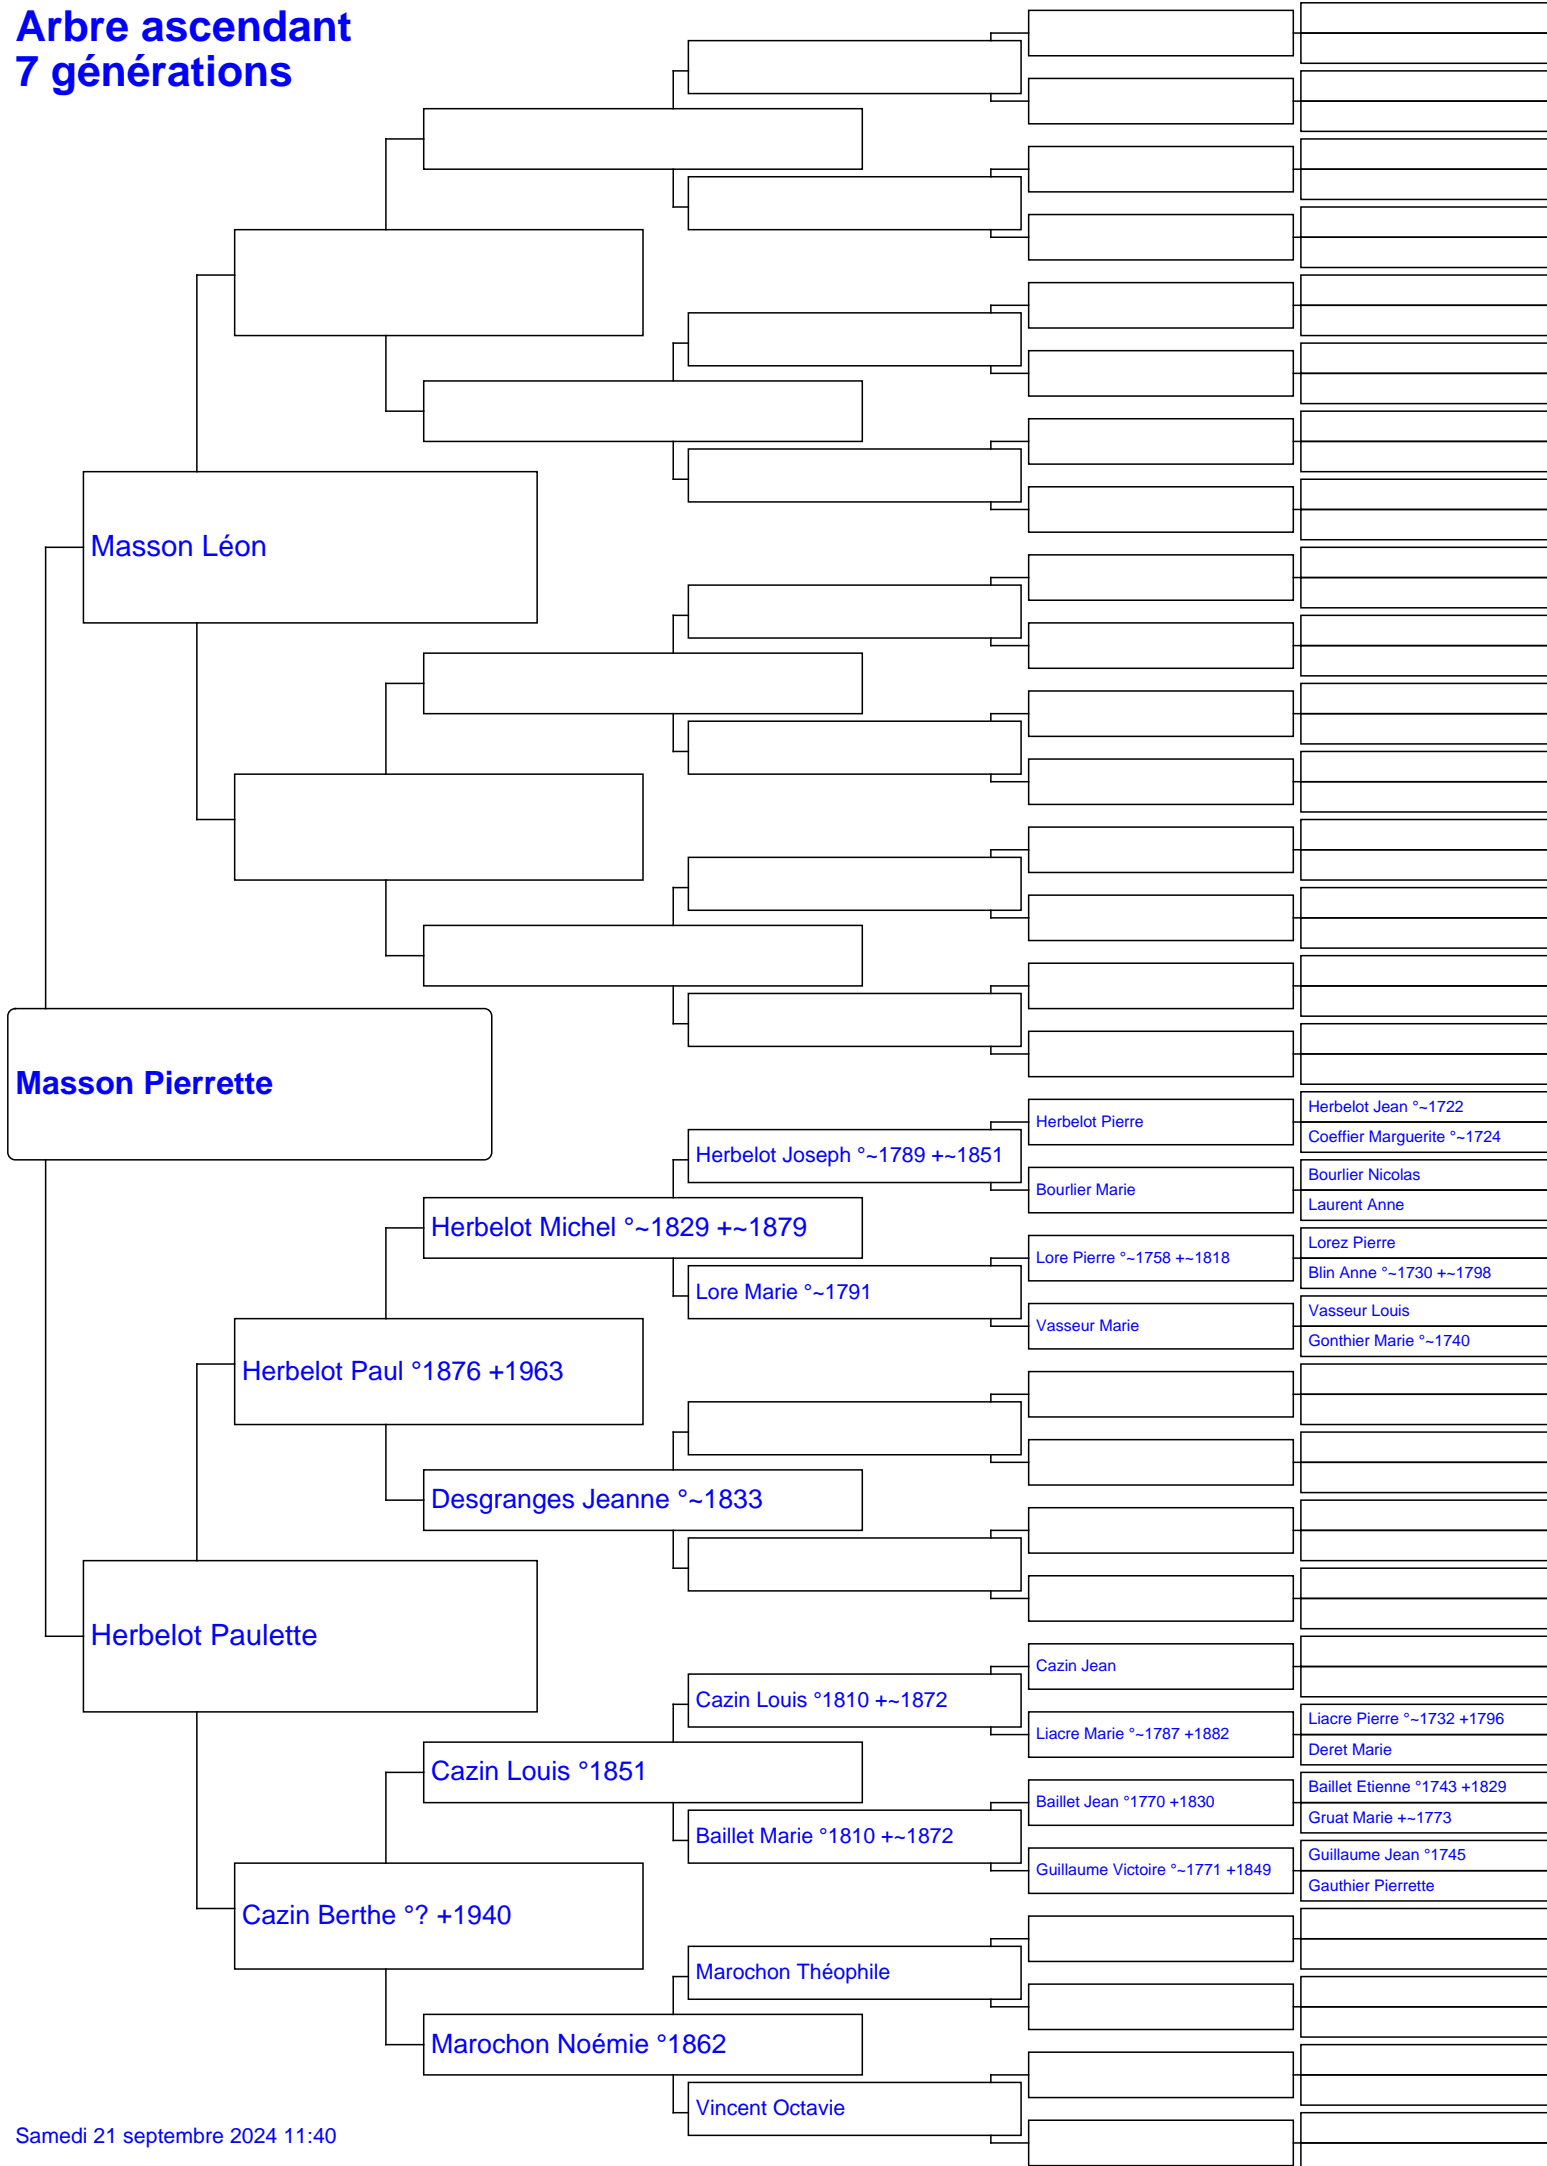 Arbre ascendant
7 générations
Masson Léon
Masson Pierrette
Herbelot Jean °~1722
Herbelot Pierre
Coeffier Marguerite °~1724
Herbelot Joseph °~1789 +~1851
Bourlier Nicolas
Bourlier Marie
Laurent Anne
Herbelot Michel °~1829 +~1879
Lorez Pierre
Lore Pierre °~1758 +~1818
Blin Anne °~1730 +~1798
Lore Marie °~1791
Vasseur Louis
Vasseur Marie
Gonthier Marie °~1740
Herbelot Paul °1876 +1963
Desgranges Jeanne °~1833
Herbelot Paulette
Cazin Jean
Cazin Louis °1810 +~1872
Liacre Pierre °~1732 +1796
Liacre Marie °~1787 +1882
Deret Marie
Cazin Louis °1851
Baillet Etienne °1743 +1829
Baillet Jean °1770 +1830
Gruat Marie +~1773
Baillet Marie °1810 +~1872
Guillaume Jean °1745
Guillaume Victoire °~1771 +1849
Gauthier Pierrette
Cazin Berthe °? +1940
Marochon Théophile
Marochon Noémie °1862
Vincent Octavie
Samedi 21 septembre 2024 11:40